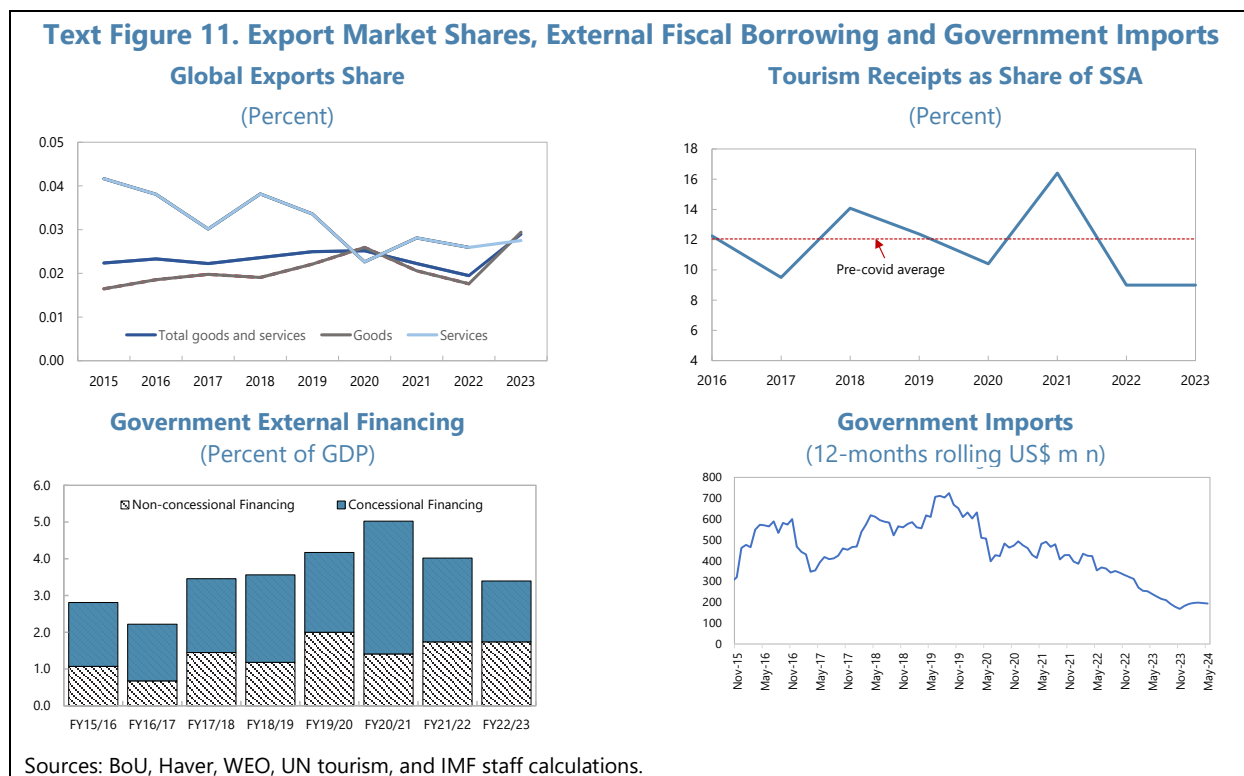 Text Figure 11. Export Market Shares, External Fiscal Borrowing and Government Imports
Global Exports Share
(Percent)
0.05
0.04
0.03
0.02
0.01
0.00
Total goods and services
Goods
Services
2015 2016 2017 2018 2019 2020 2021 2022 2023
Tourism Receipts as Share of SSA
(Percent)
18
16
14
12
10
8
6
4
Pre-covid average
2016 2017 2018 2019 2020 2021 2022 2023
Government External Financing
(Percent of GDP)
6.0
5.0
4.0
3.0
2.0
1.0
0.0
Non-concessional Financing
Concessional Financing
FY15/16 FY16/17 FY17/18 FY18/19 FY19/20 FY20/21 FY21/22 FY22/23
Government Imports
(12-months rolling US$ m n)
800
700
600
500
400
300
200
100
0
Nov-15
May-16
Nov-16
May-17
Nov-17
May-18
Nov-18
May-19
Nov-19
May-20
Nov-20
May-21
Nov-21
May-22
Nov-22
May-23
Nov-23
May-24
Sources: BoU, Haver, WEO, UN tourism, and IMF staff calculations.